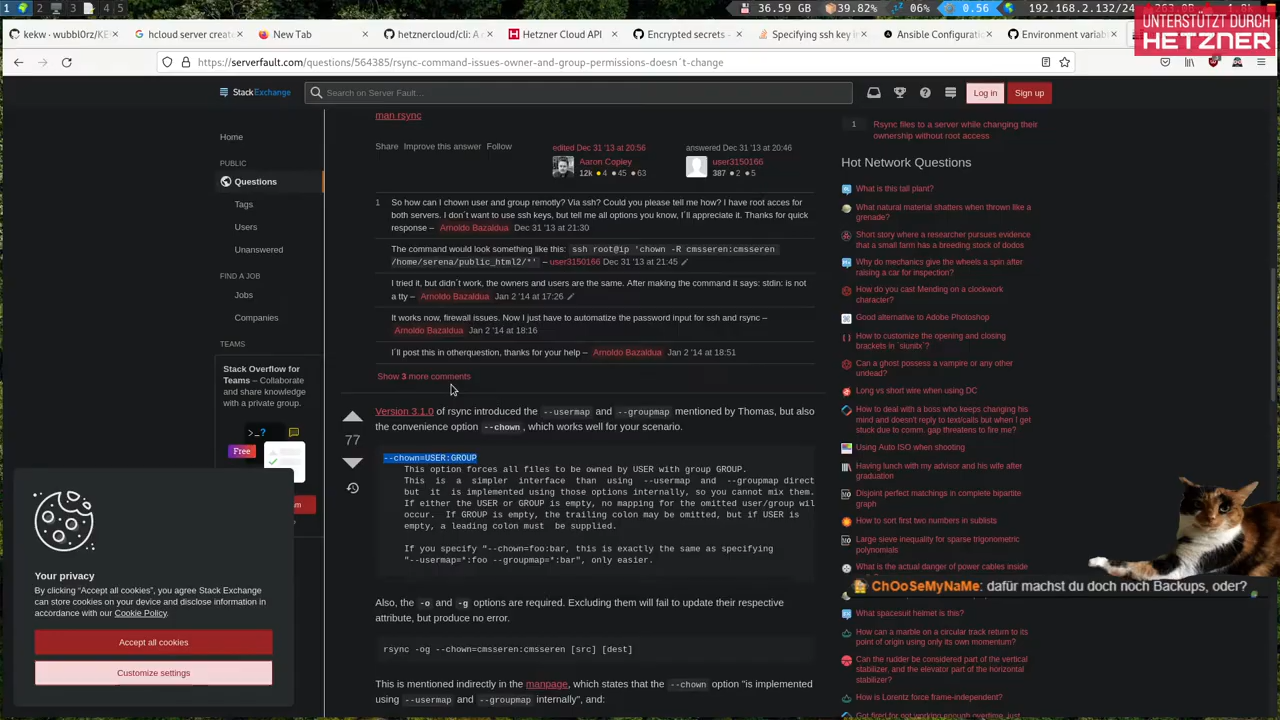 1 2 3 4 5 6 7 8
36.59 GB
39.82%
06%
0.56
192.168.2.132/24
263.0B
1.8k
UNTERSTÜTZT DURCH
HETZNER
kekw · wubbl0rz/KE
hcloud server create
New Tab
hetznercloud/cli:
Hetzner Cloud API
Encrypted secrets -
Specifying ssh key i
Ansible Configuratio
Environment variab
https://serverfault.com/questions/564385/rsync-command-issues-owner-and-group-permissions-doesn´t-change
StackExchange
Search on Server Fault…
Log in
Sign up
Home
PUBLIC
Questions
Tags
Users
Unanswered
FIND A JOB
Jobs
Companies
TEAMS
Stack Overflow for
Teams – Collaborate
and share knowledge
with a private group.
>_?
Free
man rsync
Share Improve this answer Follow
edited Dec 31 '13 at 20:56
Aaron Copley
12k 4 45 63
answered Dec 31 '13 at 20:46
user3150166
387 2 5
1 So how can I chown user and group remotly? Via ssh? Could you please tell me how? I have root acces for
both servers. I don´t want to use ssh keys, but tell me all options you know, I´ll appreciate it. Thanks for quick
response – Arnoldo Bazaldua Dec 31 '13 at 21:30
The command would look something like this: ssh root@ip 'chown -R cmsseren:cmsseren
/home/serena/public_html2/*' – user3150166 Dec 31 '13 at 21:45
I tried it, but didn´t work, the owners and users are the same. After making the command it says: stdin: is not
a tty – Arnoldo Bazaldua Jan 2 '14 at 17:26
It works now, firewall issues. Now I just have to automatize the password input for ssh and rsync –
Arnoldo Bazaldua Jan 2 '14 at 18:16
I´ll post this in otherquestion, thanks for your help – Arnoldo Bazaldua Jan 2 '14 at 18:51
Show 3 more comments
77
Version 3.1.0 of rsync introduced the --usermap and --groupmap mentioned by Thomas, but also
the convenience option --chown, which works well for your scenario.
--chown=USER:GROUP
This option forces all files to be owned by USER with group GROUP.
This is a simpler interface than using --usermap and --groupmap direct
but it is implemented using those options internally, so you cannot mix them.
If either the USER or GROUP is empty, no mapping for the omitted user/group wil
occur. If GROUP is empty, the trailing colon may be omitted, but if USER is
empty, a leading colon must be supplied.
If you specify "--chown=foo:bar, this is exactly the same as specifying
"--usermap=*:foo --groupmap=*:bar", only easier.
Also, the -o and -g options are required. Excluding them will fail to update their respective
attribute, but produce no error.
rsync -og --chown=cmsseren:cmsseren [src] [dest]
This is mentioned indirectly in the manpage, which states that the --chown option "is implemented
using --usermap and --groupmap internally", and:
1 Rsync files to a server while changing their
ownership without root access
Hot Network Questions
What is this tall plant?
What natural material shatters when thrown like a
grenade?
Short story where a researcher pursues evidence
that a small farm has a breeding stock of dodos
Why do mechanics give the wheels a spin after
raising a car for inspection?
How do you cast Mending on a clockwork
character?
Good alternative to Adobe Photoshop
How to customize the opening and closing
brackets in `siunitx`?
Can a ghost possess a vampire or any other
undead?
Long vs short wire when using DC
How to deal with a boss who keeps changing his
mind and doesn't reply to text/calls but when I get
stuck due to comm. gap threatens to fire me?
Using Auto ISO when shooting
Having lunch with my advisor and his wife after
graduation
Disjoint perfect matchings in complete bipartite
graph
How to sort first two numbers in sublists
Large sieve inequality for sparse trigonometric
polynomials
What is the actual danger of power cables inside
ChOoSeMyNaMe: dafür machst du doch noch Backups, oder?
What spacesuit helmet is this?
How can a marble on a circular track return to its
point of origin using only its own momentum?
Can the rudder be considered part of the vertical
stabilizer, and the elevator part of the horizontal
stabilizer?
How is Lorentz force frame-independent?
Got fired for not working enough overtime. Just
Your privacy
By clicking “Accept all cookies”, you agree Stack Exchange
can store cookies on your device and disclose information in
accordance with our Cookie Policy.
Accept all cookies
Customize settings